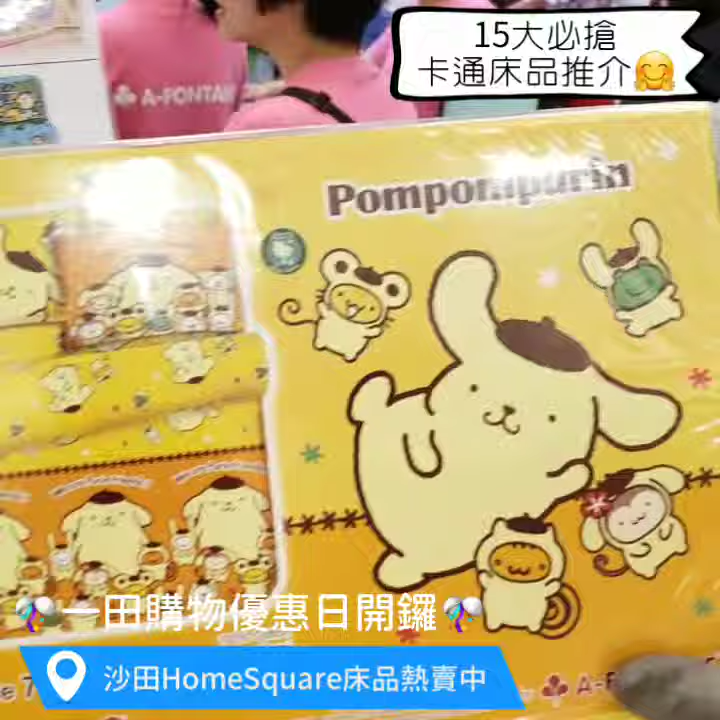 15大必搶
卡通床品推介🤗
A-FONTAN
Pompompurin
🎊一田購物優惠日開鑼🎊
沙田HomeSquare床品熱賣中
A-F